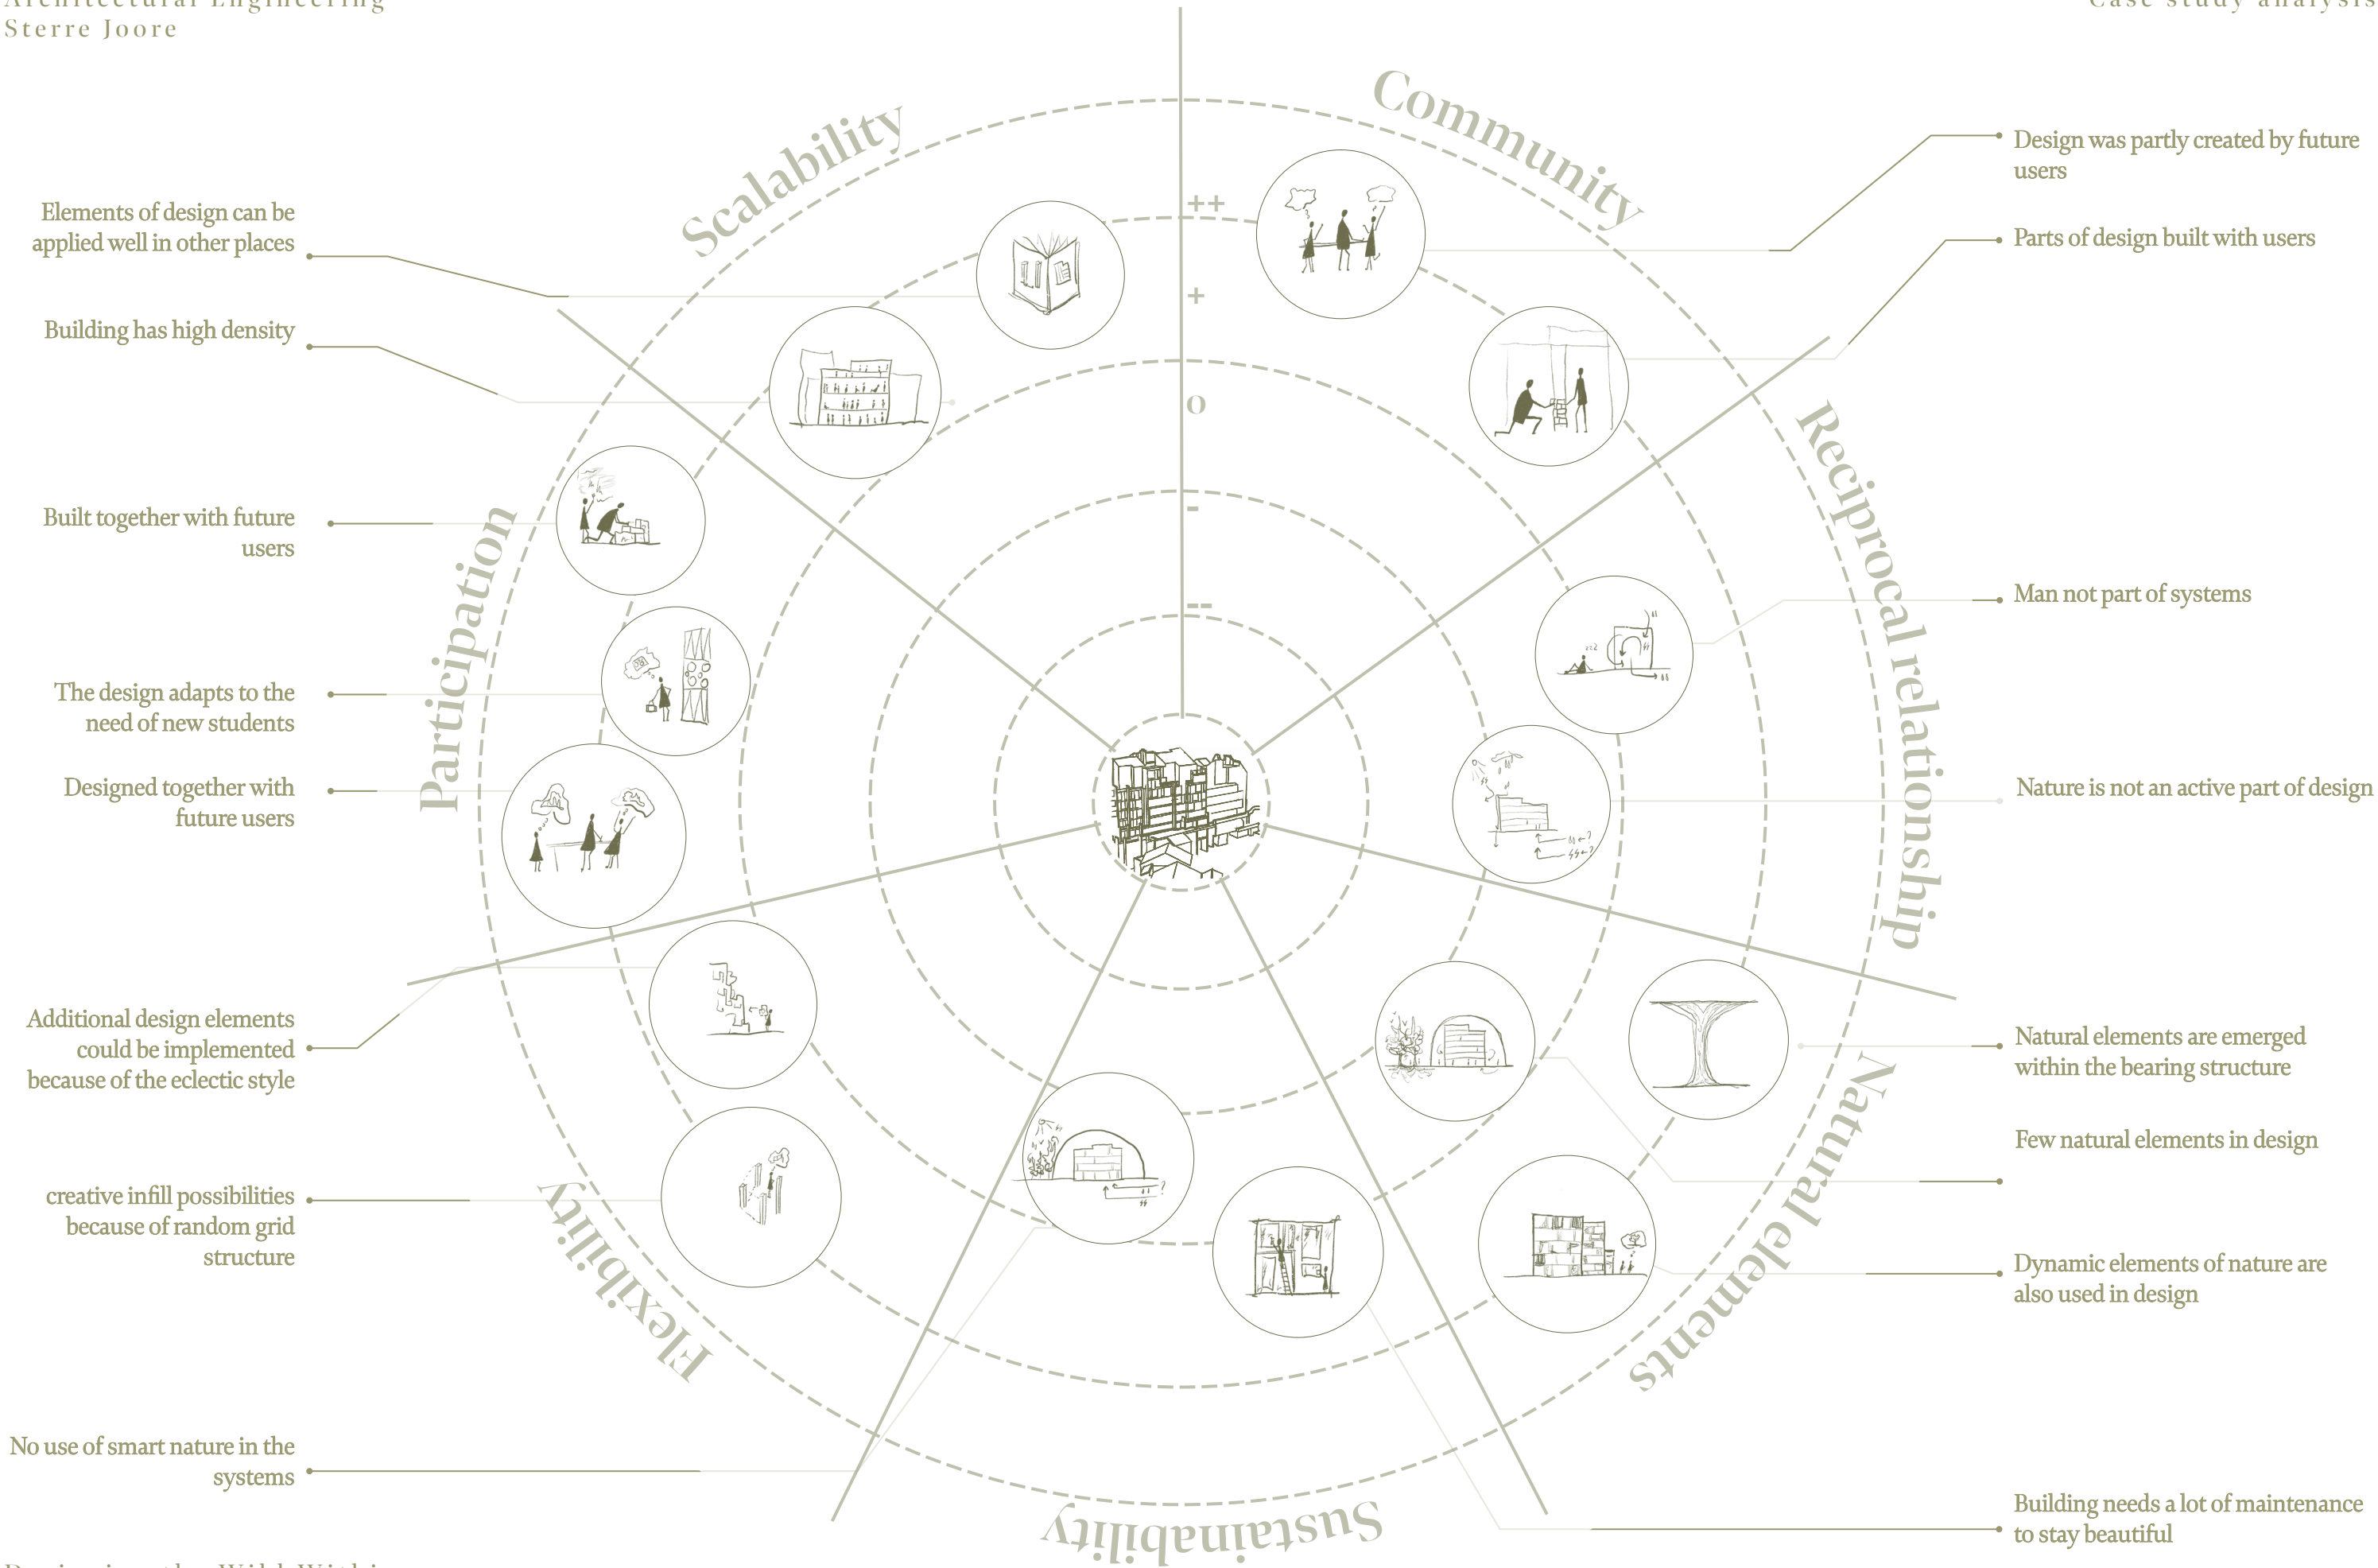 Architectural Engineering
Sterre Joore
Case study analysis
Scalability
Community
Reciprocal relationship
Natural elements
Sustainability
Flexibility
Participation
++
+
o
-
--
Elements of design can be
applied well in other places
Building has high density
Built together with future
users
The design adapts to the
need of new students
Designed together with
future users
Additional design elements
could be implemented
because of the eclectic style
creative infill possibilities
because of random grid
structure
No use of smart nature in the
systems
Design was partly created by future
users
Parts of design built with users
Man not part of systems
Nature is not an active part of design
Natural elements are emerged
within the bearing structure
Few natural elements in design
Dynamic elements of nature are
also used in design
Building needs a lot of maintenance
to stay beautiful